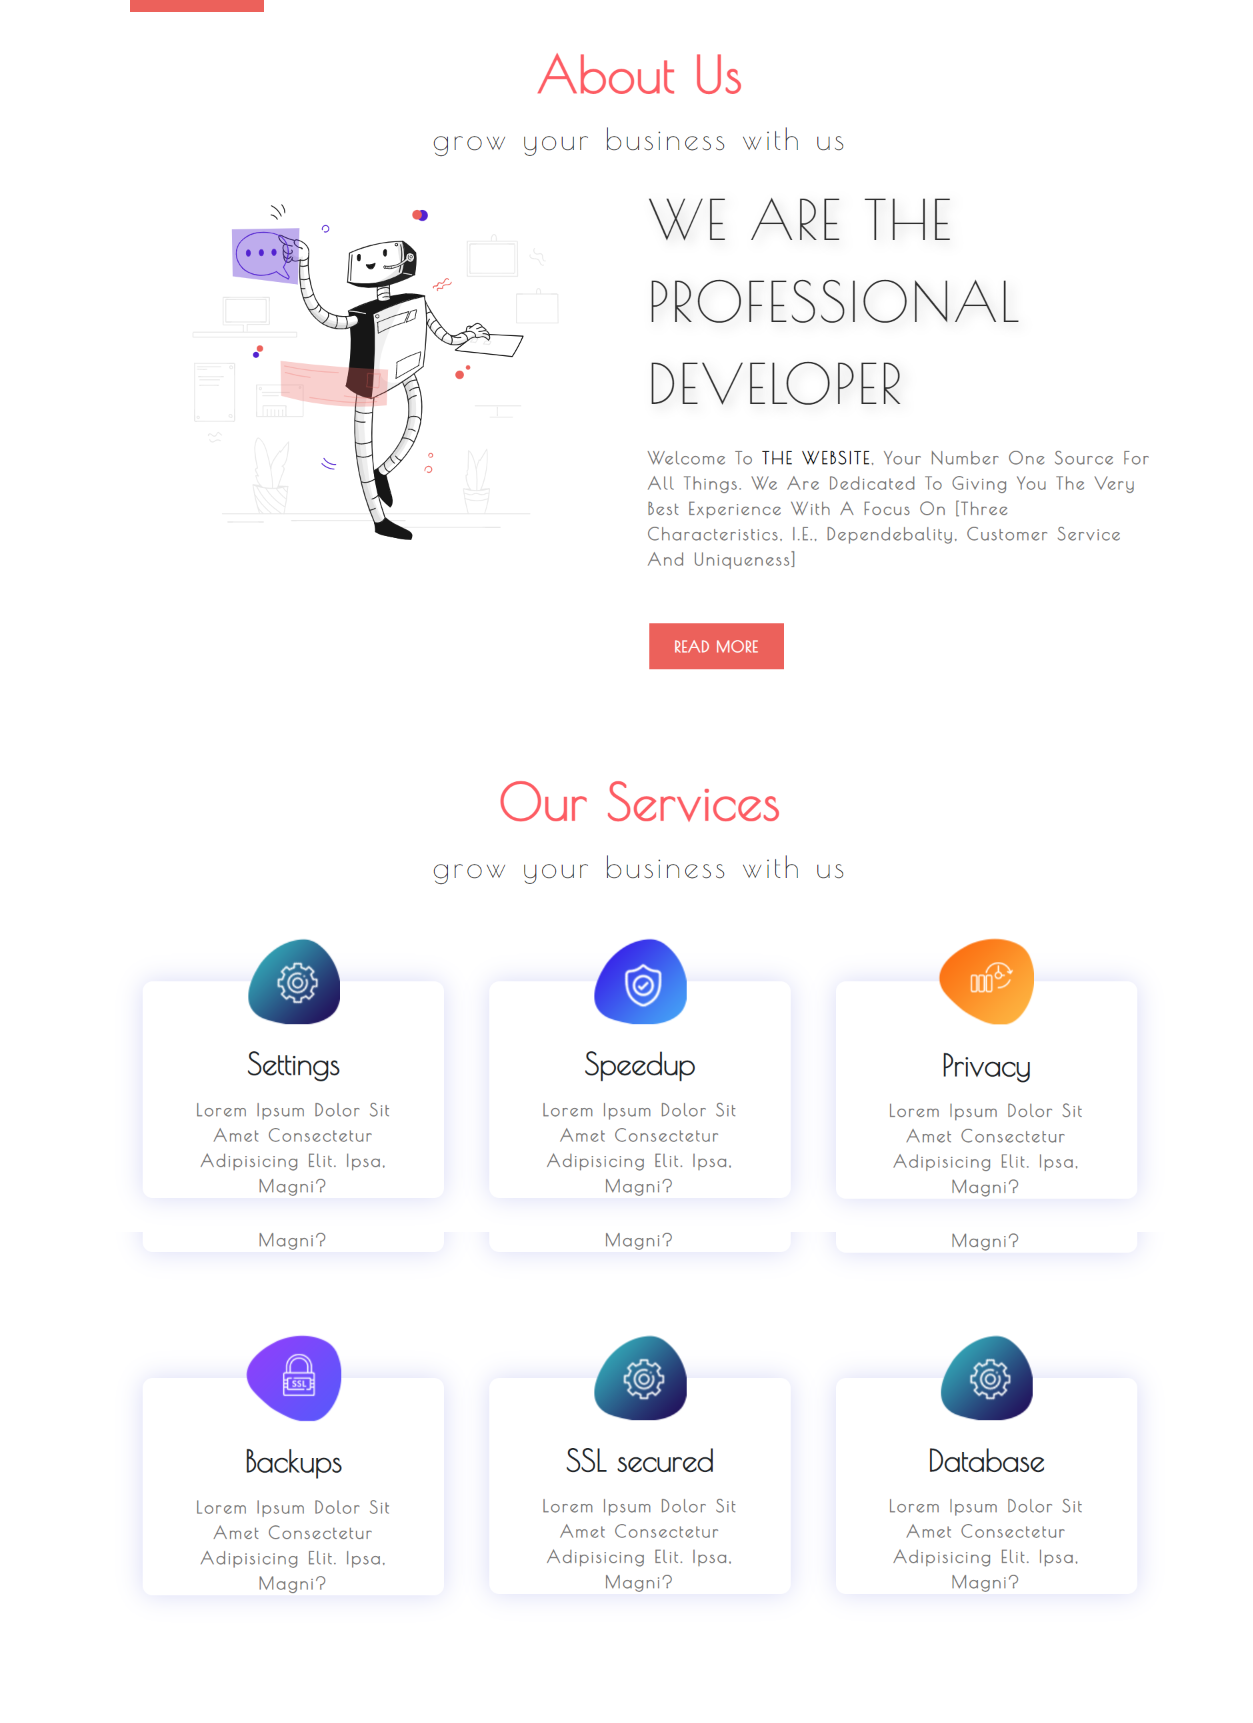 About Us
grow your business with us
WE ARE THE
PROFESSIONAL
DEVELOPER
Welcome To THE WEBSITE, Your Number One Source For
All Things. We Are Dedicated To Giving You The Very
Best Experience With A Focus On [Three
Characteristics, I.E., Dependebality, Customer Service
And Uniqueness]
READ MORE
Our Services
grow your business with us
Settings
Lorem Ipsum Dolor Sit
Amet Consectetur
Adipisicing Elit. Ipsa,
Magni?
Speedup
Lorem Ipsum Dolor Sit
Amet Consectetur
Adipisicing Elit. Ipsa,
Magni?
Privacy
Lorem Ipsum Dolor Sit
Amet Consectetur
Adipisicing Elit. Ipsa,
Magni?
Magni?
Magni?
Magni?
SSL
Backups
Lorem Ipsum Dolor Sit
Amet Consectetur
Adipisicing Elit. Ipsa,
Magni?
SSL secured
Lorem Ipsum Dolor Sit
Amet Consectetur
Adipisicing Elit. Ipsa,
Magni?
Database
Lorem Ipsum Dolor Sit
Amet Consectetur
Adipisicing Elit. Ipsa,
Magni?